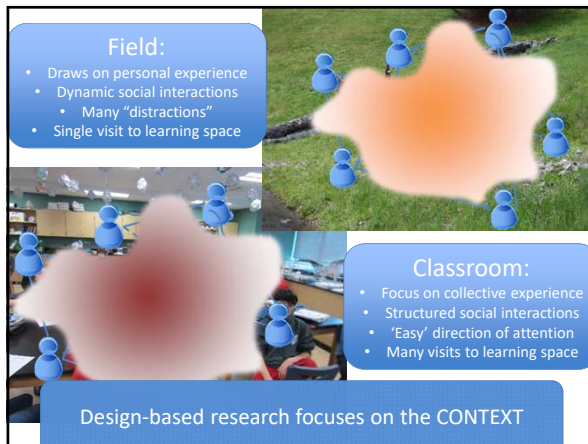 Field:
• Draws on personal experience
• Dynamic social interactions
• Many “distractions”
• Single visit to learning space
Classroom:
• Focus on collective experience
• Structured social interactions
• ‘Easy’ direction of attention
• Many visits to learning space
Design-based research focuses on the CONTEXT